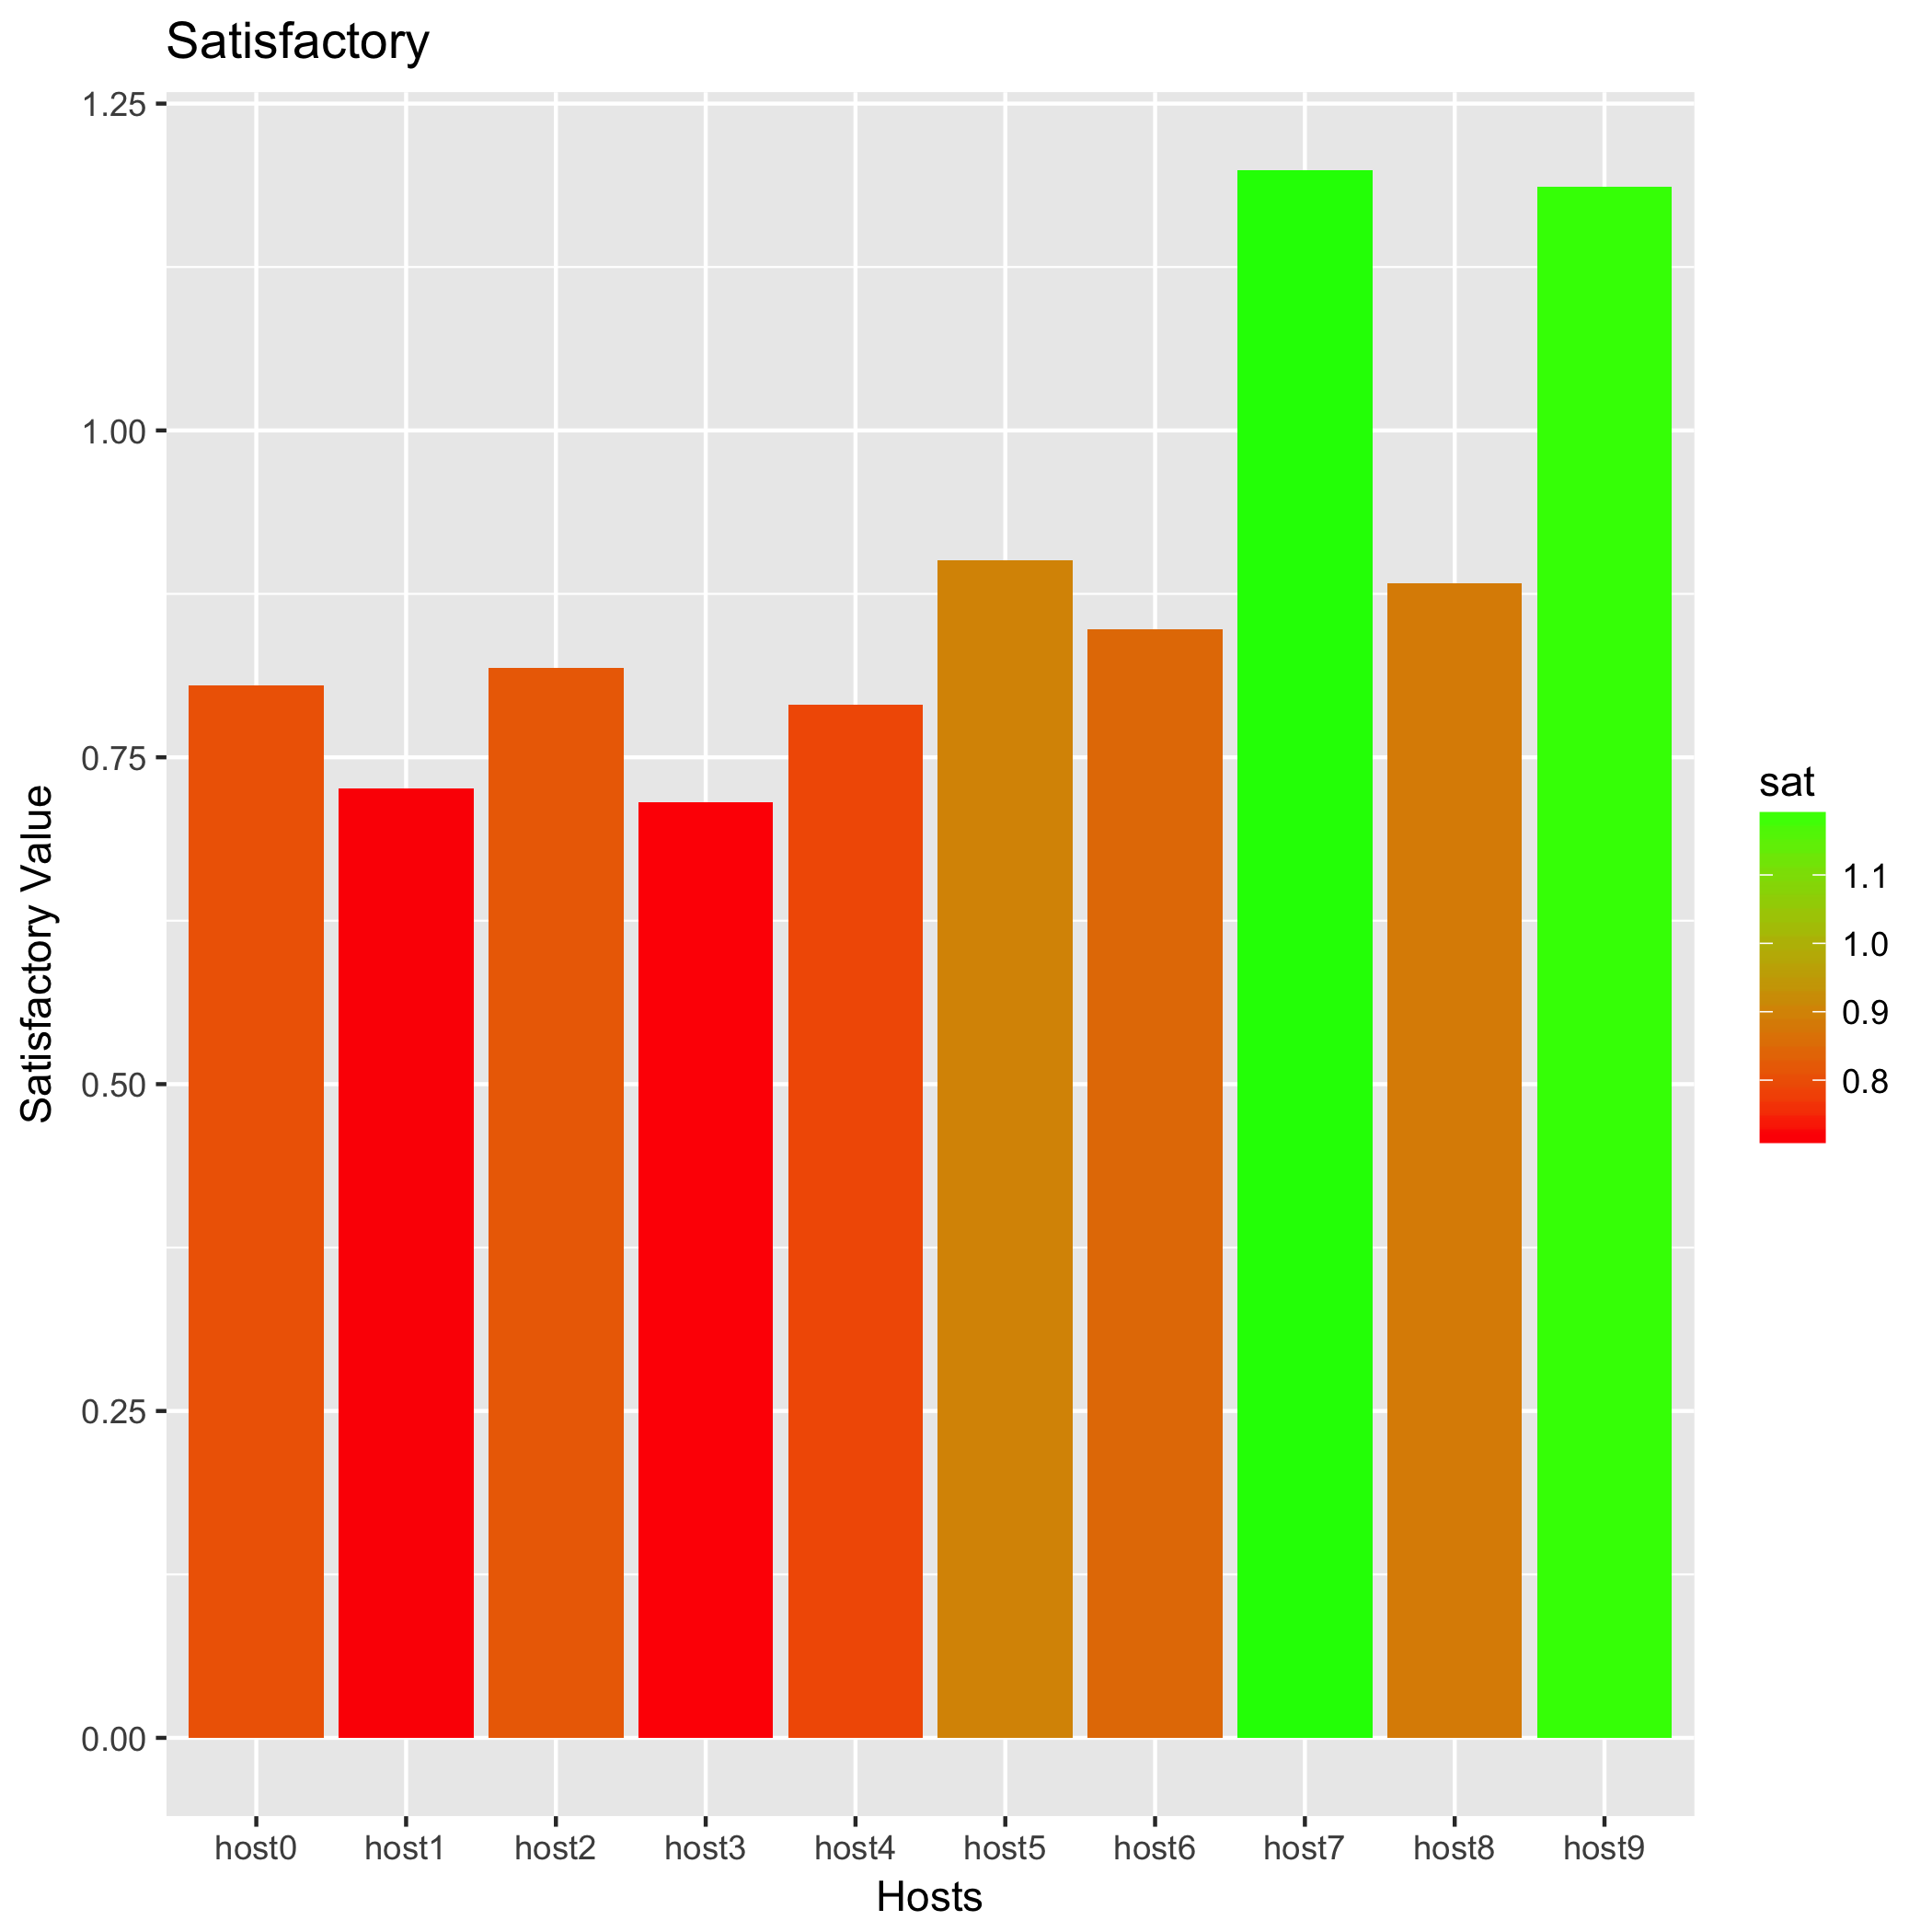 Satisfactory
1.25
1.00
0.75
0.50
0.25
0.00
Satisfactory Value
host0 host1 host2 host3 host4 host5 host6 host7 host8 host9
Hosts
sat
1.1
1.0
0.9
0.8